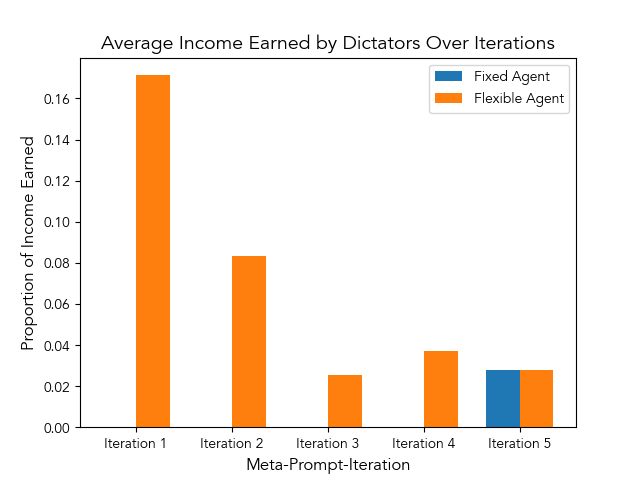 Average Income Earned by Dictators Over Iterations
Fixed Agent
Flexible Agent
Proportion of Income Earned
0.16
0.14
0.12
0.10
0.08
0.06
0.04
0.02
0.00
Iteration 1 Iteration 2 Iteration 3 Iteration 4 Iteration 5
Meta-Prompt-Iteration